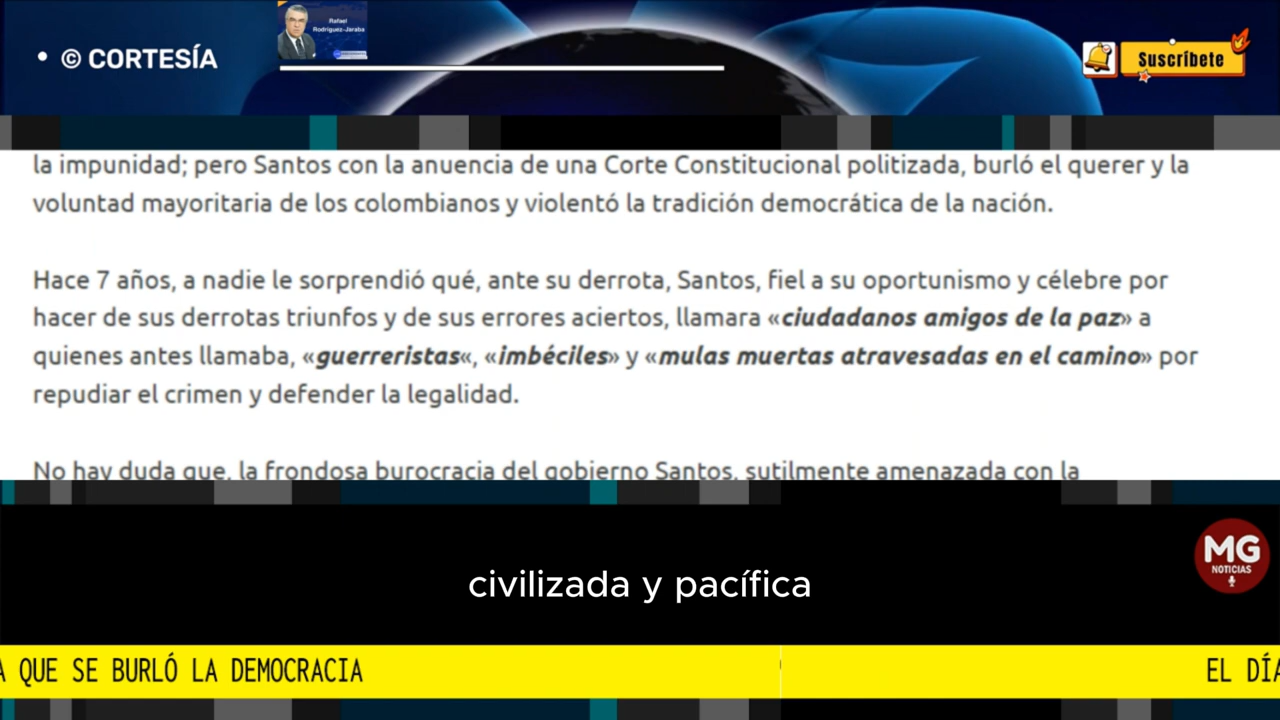 • © CORTESÍA
Rafael
Rodríguez-Jaraba
Suscríbete
la impunidad; pero Santos con la anuencia de una Corte Constitucional politizada, burló el querer y la
voluntad mayoritaria de los colombianos y violentó la tradición democrática de la nación.
Hace 7 años, a nadie le sorprendió qué, ante su derrota, Santos, fiel a su oportunismo y célebre por
hacer de sus derrotas triunfos y de sus errores aciertos, llamara «ciudadanos amigos de la paz» a
quienes antes llamaba, «guerreristas«, «imbéciles» y «mulas muertas atravesadas en el camino» por
repudiar el crimen y defender la legalidad.
No hay duda que, la frondosa burocracia del gobierno Santos, sutilmente amenazada con la
MG
NOTICIAS
civilizada y pacífica
A QUE SE BURLÓ LA DEMOCRACIA
EL DÍA